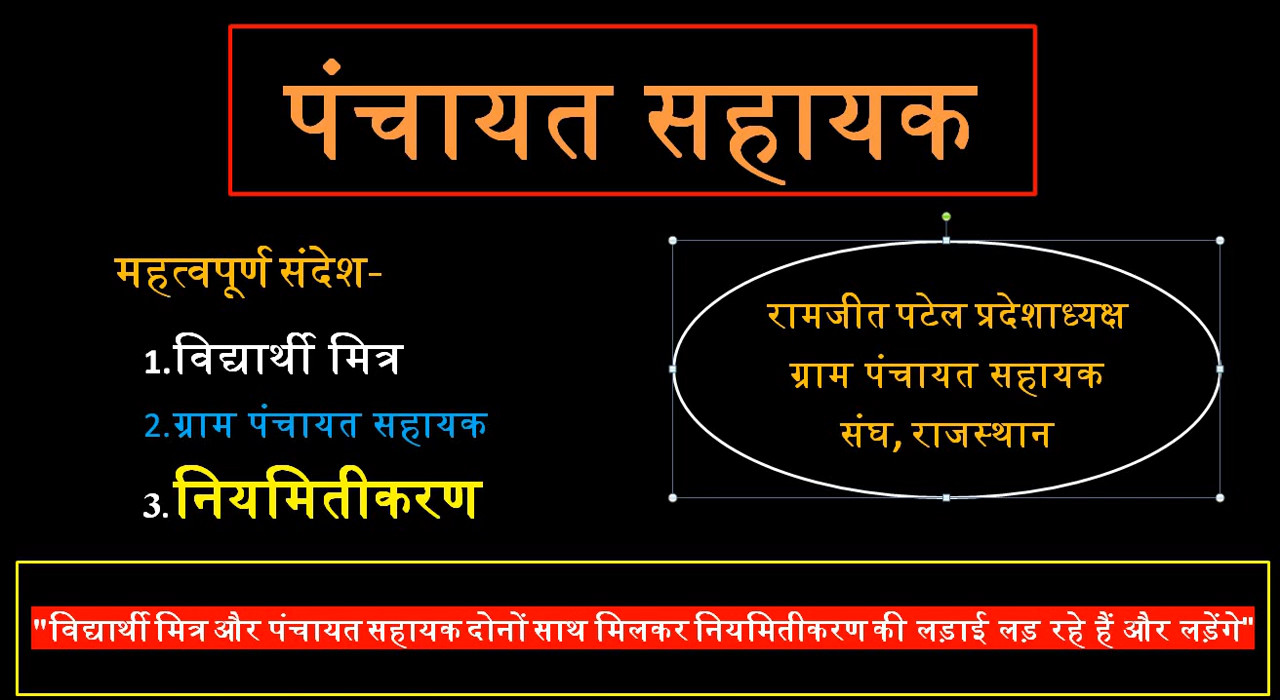 पंचायत सहायक
महत्वपूर्ण संदेश-
1.विद्यार्थी मित्र
2.ग्राम पंचायत सहायक
3.नियमितीकरण
रामजीत पटेल प्रदेशाध्यक्ष
ग्राम पंचायत सहायक
संघ, राजस्थान
"विद्यार्थी मित्र और पंचायत सहायक दोनों साथ मिलकर नियमितीकरण की लड़ाई लड़ रहे हैं और लड़ेंगे"